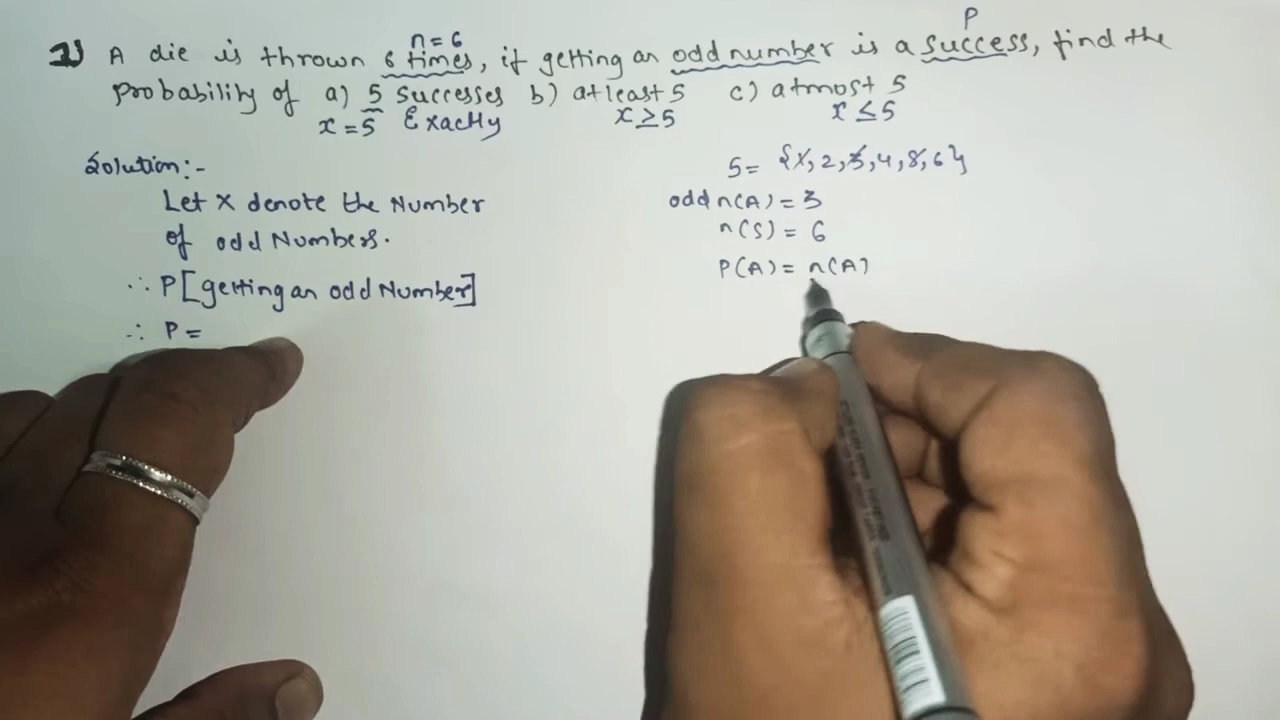 2) A die is thrown 6 times, if getting an odd number is a success, find the
n=6
P
probability of a) 5 successes b) atleast 5 c) atmost 5
x=5 Exactly x≥5 x≤5
Solution:-
Let X denote the Number
of odd Numbers.
∴ P[getting an odd Number]
∴ P=
S= {1, 2, 3, 4, 5, 6}
odd n(A) = 3
n(S) = 6
P(A) = n(A)